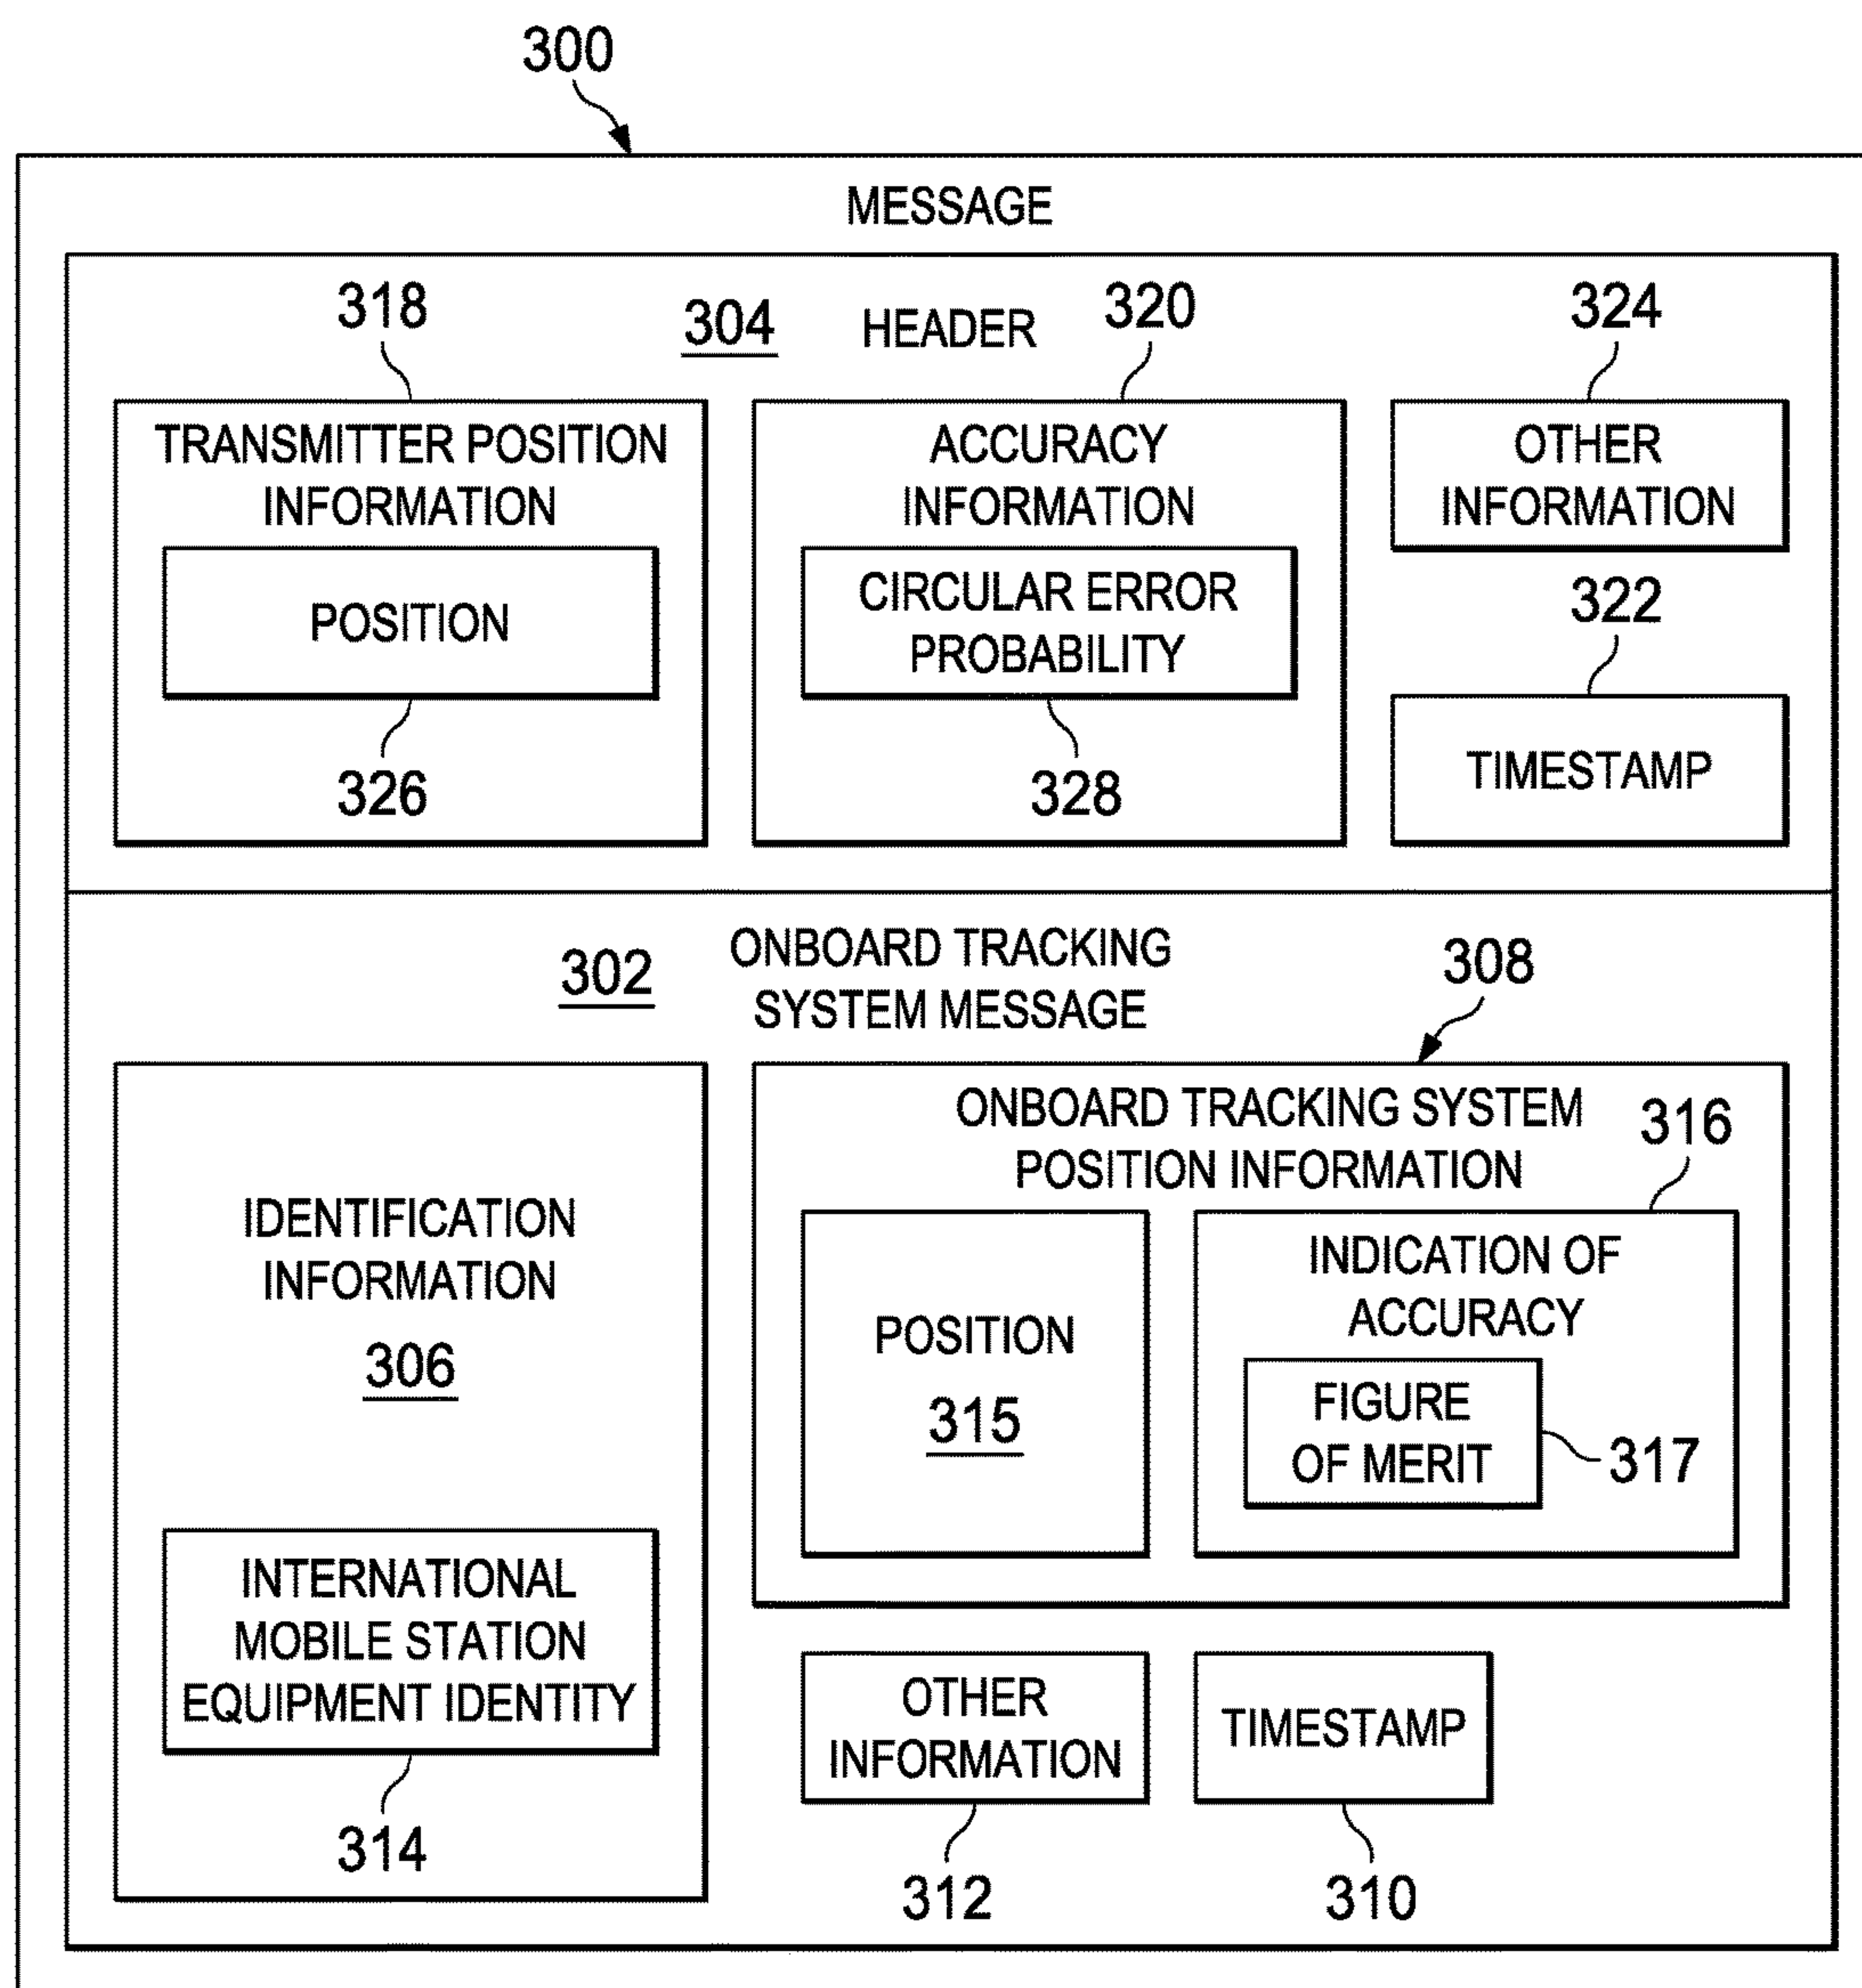 300
MESSAGE
318
304
HEADER
320
324
TRANSMITTER POSITION
INFORMATION
POSITION
326
ACCURACY
INFORMATION
CIRCULAR ERROR
PROBABILITY
328
OTHER
INFORMATION
322
TIMESTAMP
302
ONBOARD TRACKING
SYSTEM MESSAGE
308
IDENTIFICATION
INFORMATION
306
INTERNATIONAL
MOBILE STATION
EQUIPMENT IDENTITY
314
ONBOARD TRACKING SYSTEM
POSITION INFORMATION
316
POSITION
315
INDICATION OF
ACCURACY
FIGURE
OF MERIT
317
OTHER
INFORMATION
312
TIMESTAMP
310